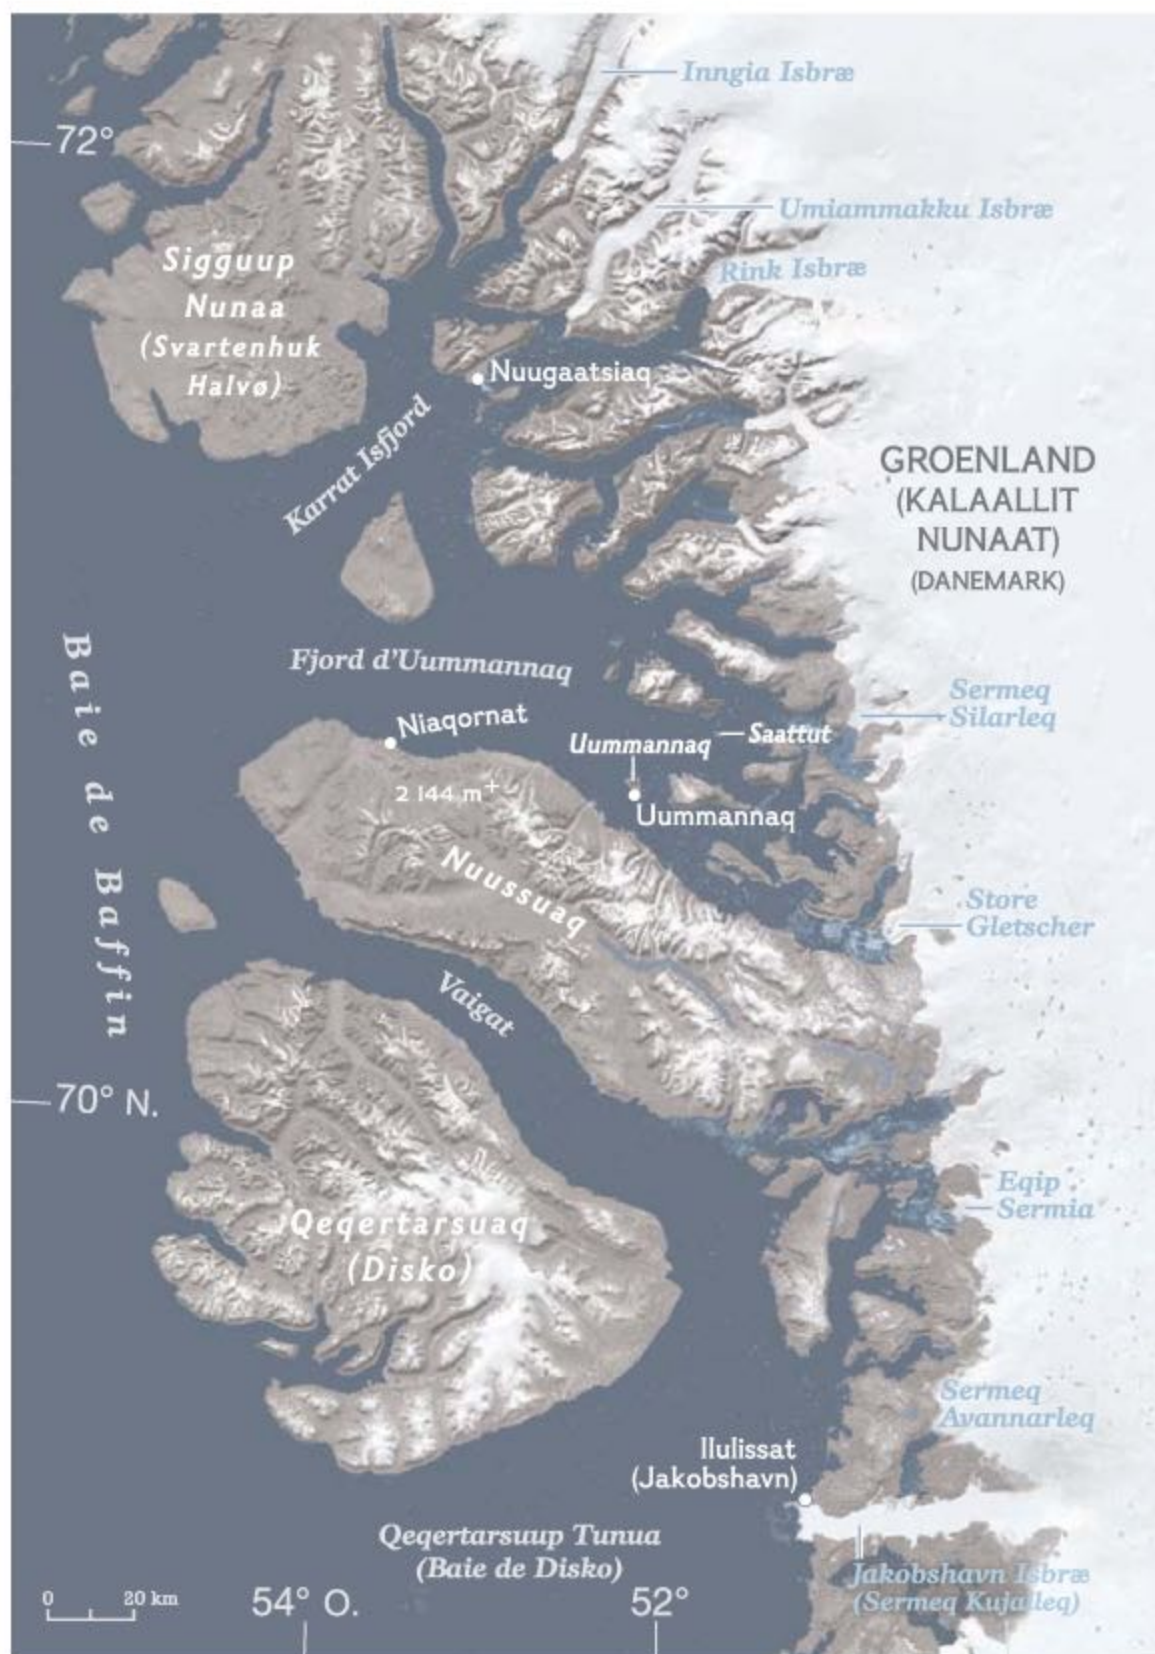 Inngia Isbræ
72°
Umiammakku Isbræ
Sigguup
Nunaa
(Svartenhuk
Halvø)
Rink Isbræ
Nuugaatsiaq
Karrat Isfjord
GROENLAND
(KALAALLIT
NUNAAT)
(DANEMARK)
Baie de Baffin
Fjord d'Uummannaq
Sermeq
Silarleq
Niaqornat
Saattut
Uummannaq
2 144 m+
Uummannaq
Nuussuaq
Store
Gletscher
Vaigat
70° N.
Eqip
Sermia
Qeqertarsuaq
(Disko)
Sermeq
Avannarleq
Ilulissat
(Jakobshavn)
Qeqertarsuup Tunua
(Baie de Disko)
Jakobshavn Isbræ
(Sermeq Kujalleq)
0 20 km
54° O.
52°